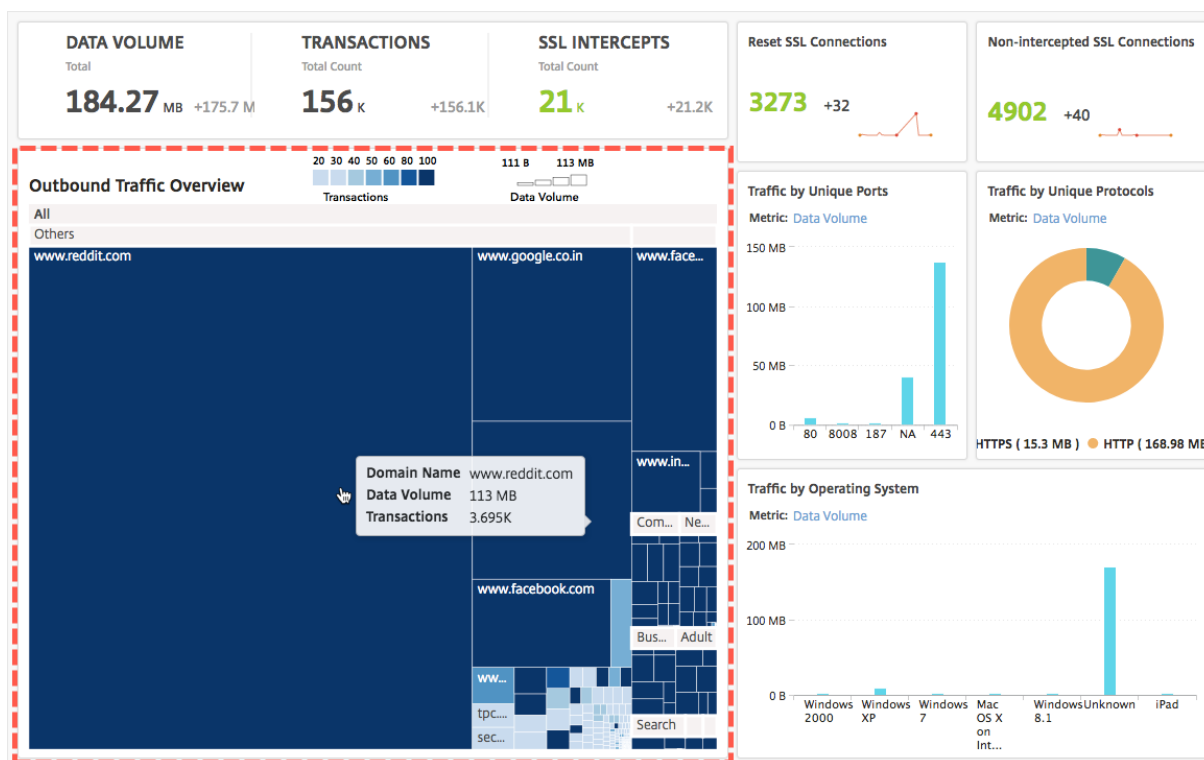 DATA VOLUME
Total
184.27 MB +175.7 M
TRANSACTIONS
Total Count
156 K +156.1K
SSL INTERCEPTS
Total Count
21 K +21.2K
Reset SSL Connections
3273 +32
Non-intercepted SSL Connections
4902 +40
Outbound Traffic Overview
20 30 40 50 60 80 100
Transactions
111 B 113 MB
Data Volume
All
Others
www.reddit.com
www.google.co.in
www.face...
Domain Name www.reddit.com
Data Volume 113 MB
Transactions 3.695K
www.in...
Com... Ne...
www.facebook.com
Bus... Adult
ww...
tpc....
sec...
Search
Traffic by Unique Ports
Metric: Data Volume
150 MB
100 MB
50 MB
0 B
80 8008 187 NA 443
Traffic by Unique Protocols
Metric: Data Volume
HTTPS ( 15.3 MB ) HTTP ( 168.98 MB
Traffic by Operating System
Metric: Data Volume
200 MB
100 MB
0 B
Windows 2000
Windows XP
Windows 7
Mac OS X on Int...
Windows 8.1
Unknown
iPad